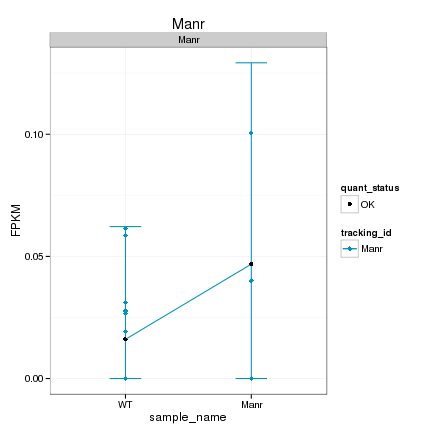 Manr
Manr
FPKM
0.10
0.05
0.00
WT
Manr
sample_name
quant_status
OK
tracking_id
Manr